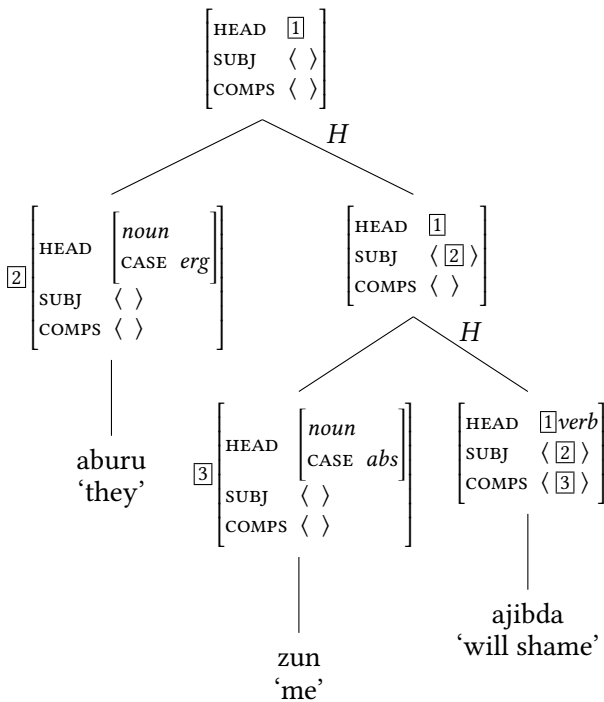 HEAD 1
SUBJ ⟨ ⟩
COMPS ⟨ ⟩
H
2
HEAD noun
CASE erg
SUBJ ⟨ ⟩
COMPS ⟨ ⟩
HEAD 1
SUBJ ⟨ 2 ⟩
COMPS ⟨ ⟩
H
aburu
‘they’
3
HEAD noun
CASE abs
SUBJ ⟨ ⟩
COMPS ⟨ ⟩
HEAD 1 verb
SUBJ ⟨ 2 ⟩
COMPS ⟨ 3 ⟩
zun
‘me’
ajibda
‘will shame’